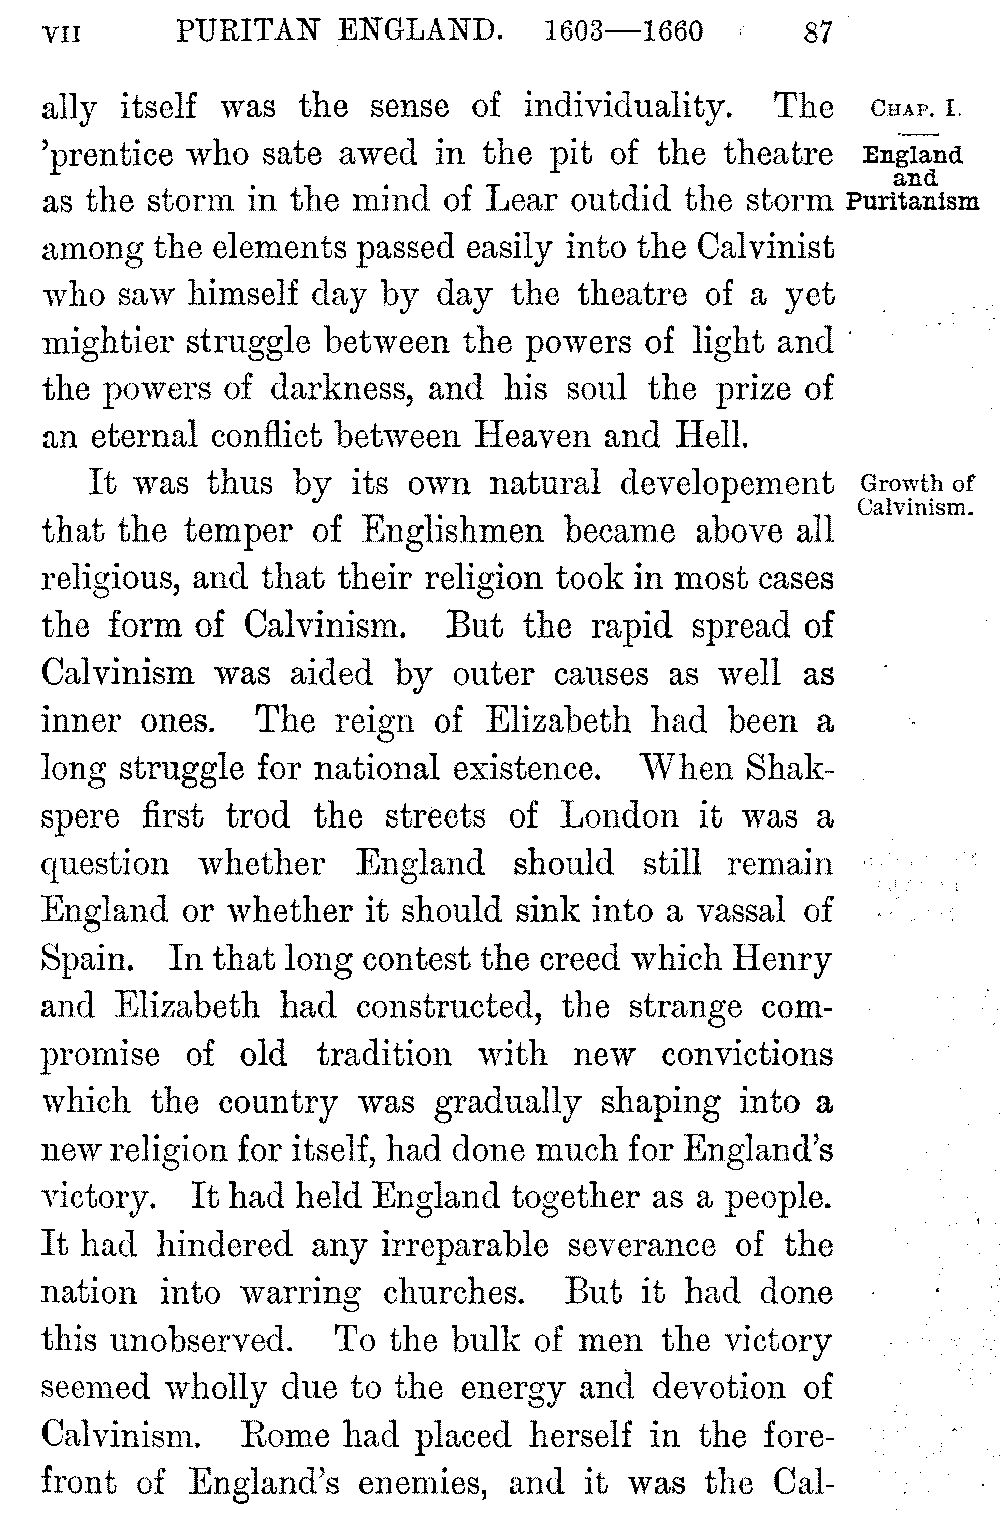 VII PURITAN ENGLAND. 1603—1660 87
ally itself was the sense of individuality. The
'prentice who sate awed in the pit of the theatre
as the storm in the mind of Lear outdid the storm
among the elements passed easily into the Calvinist
who saw himself day by day the theatre of a yet
mightier struggle between the powers of light and
the powers of darkness, and his soul the prize of
an eternal conflict between Heaven and Hell.
CHAP. I.
England
and
Puritanism
It was thus by its own natural developement
that the temper of Englishmen became above all
religious, and that their religion took in most cases
the form of Calvinism. But the rapid spread of
Calvinism was aided by outer causes as well as
inner ones. The reign of Elizabeth had been a
long struggle for national existence. When Shak-
spere first trod the streets of London it was a
question whether England should still remain
England or whether it should sink into a vassal of
Spain. In that long contest the creed which Henry
and Elizabeth had constructed, the strange com-
promise of old tradition with new convictions
which the country was gradually shaping into a
new religion for itself, had done much for England's
victory. It had held England together as a people.
It had hindered any irreparable severance of the
nation into warring churches. But it had done
this unobserved. To the bulk of men the victory
seemed wholly due to the energy and devotion of
Calvinism. Rome had placed herself in the fore-
front of England's enemies, and it was the Cal-
Growth of
Calvinism.